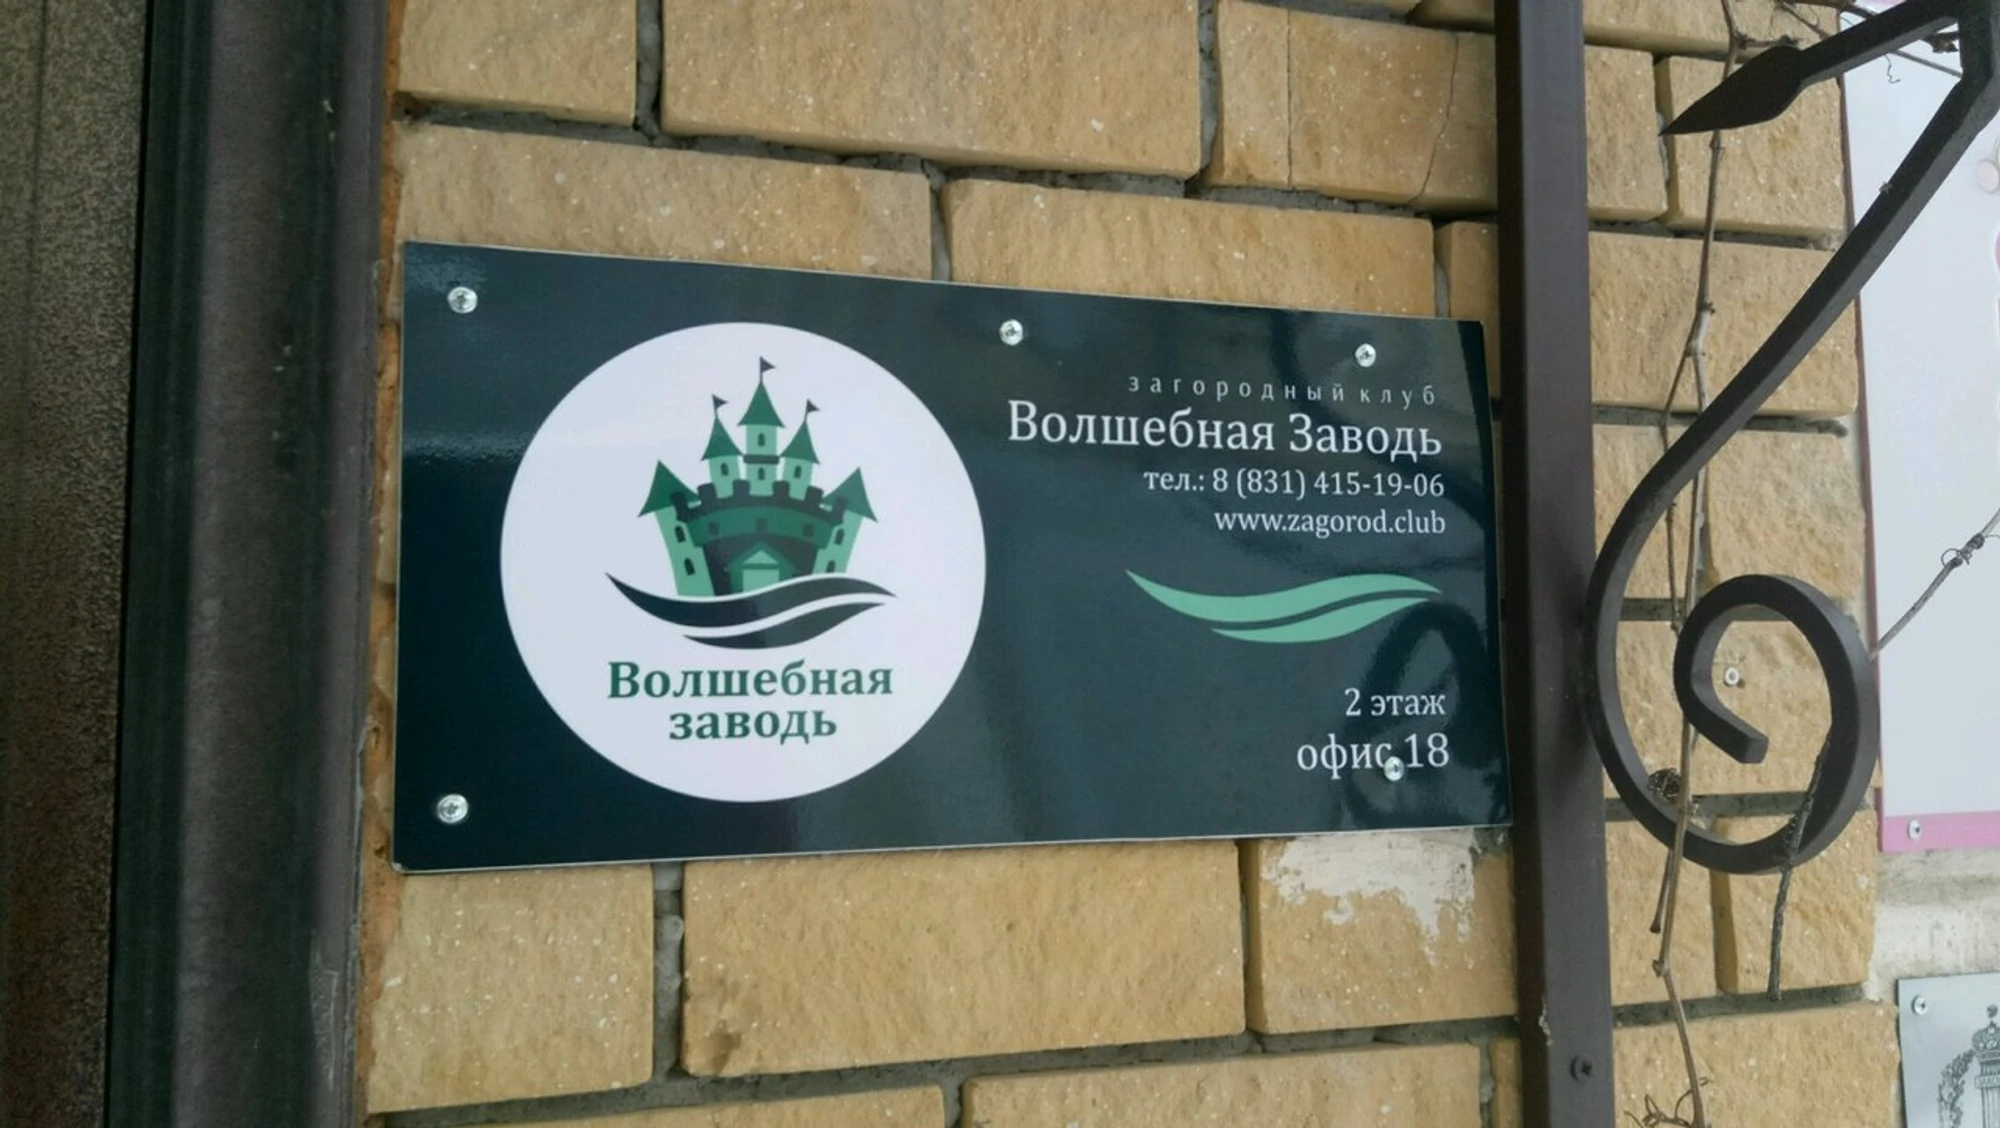 Волшебная
заводь
загородный клуб
Волшебная Заводь
тел.: 8 (831) 415-19-06
www.zagorod.club
2 этаж
офис 18